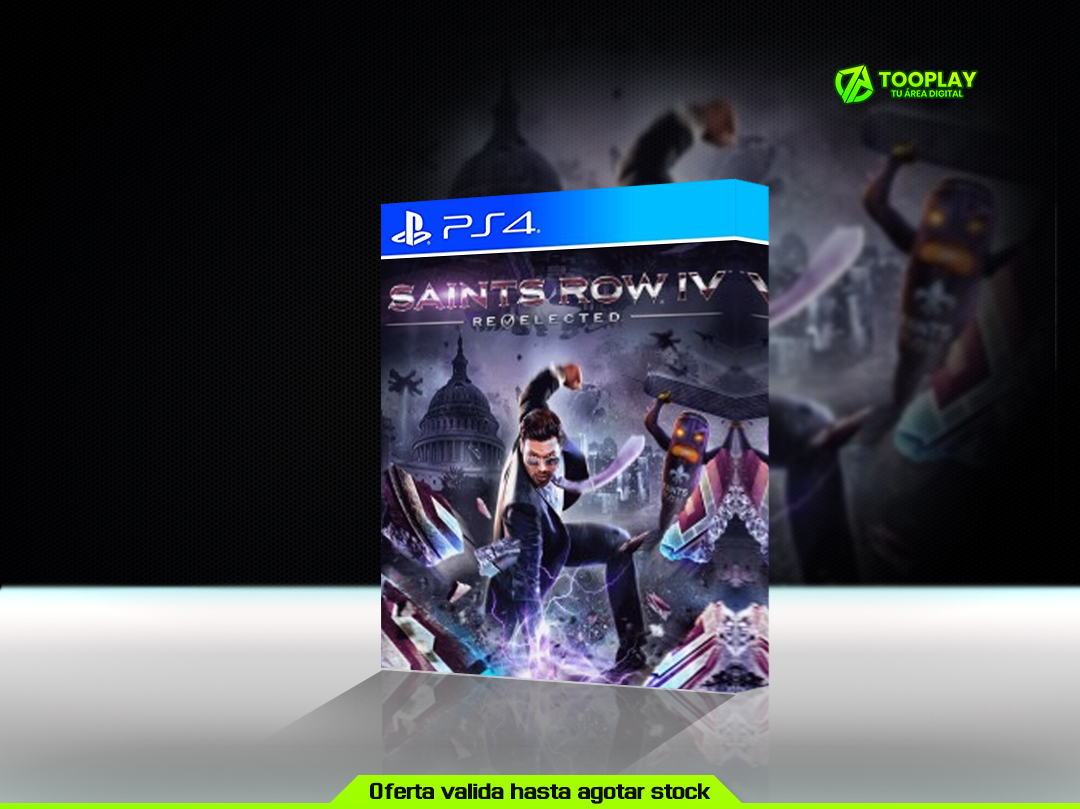 TOOPLAY
TU ÁREA DIGITAL
PS4
SAINTS ROW IV
RE ELECTED
Oferta valida hasta agotar stock